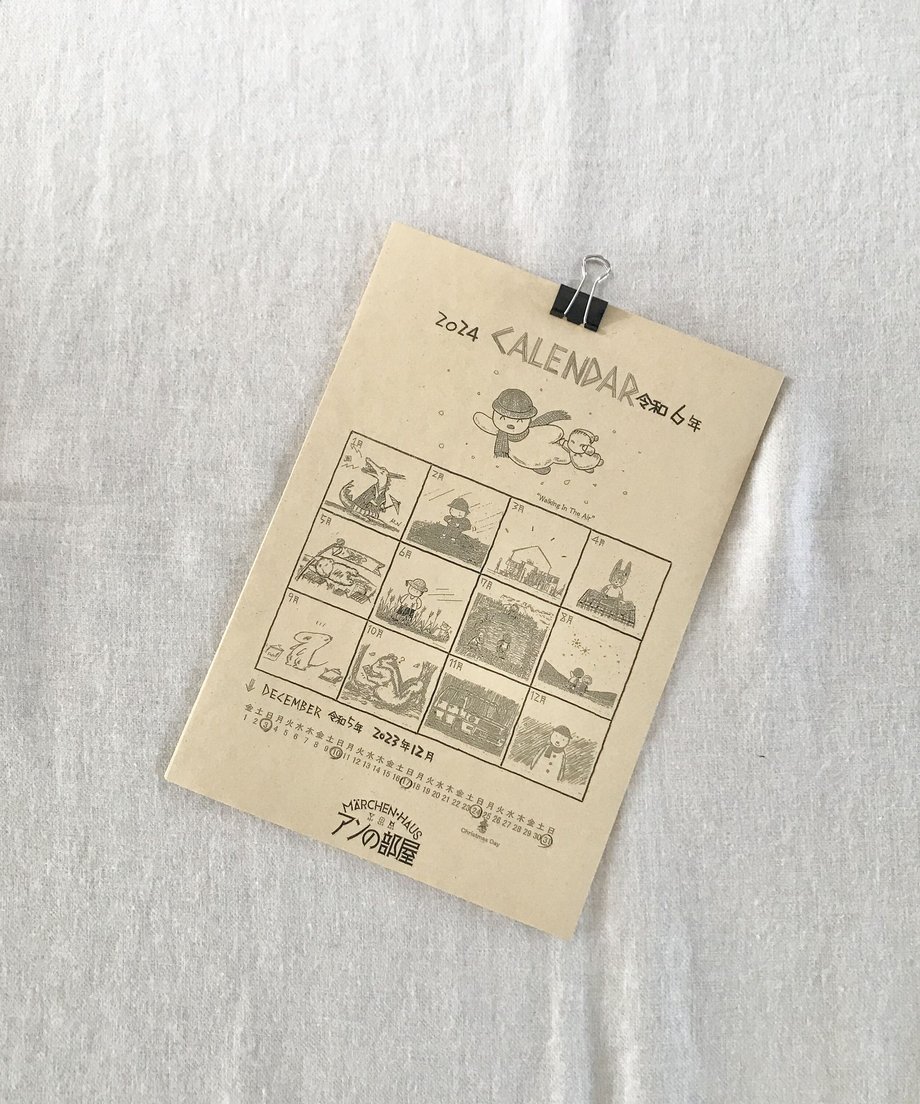 2024 CALENDAR 令和6年
"Walking In The Air"
1月
2月
3月
4月
5月
6月
7月
8月
9月
10月
11月
12月
DECEMBER 令和5年 2023年12月
金土日月火水木金土日月火水木金土日月火水木金土日月火水木金土日
1 2 3 4 5 6 7 8 9 10 11 12 13 14 15 16 17 18 19 20 21 22 23 24 25 26 27 28 29 30 31
Christmas Day
MÄRCHEN・HAUS
アンの部屋